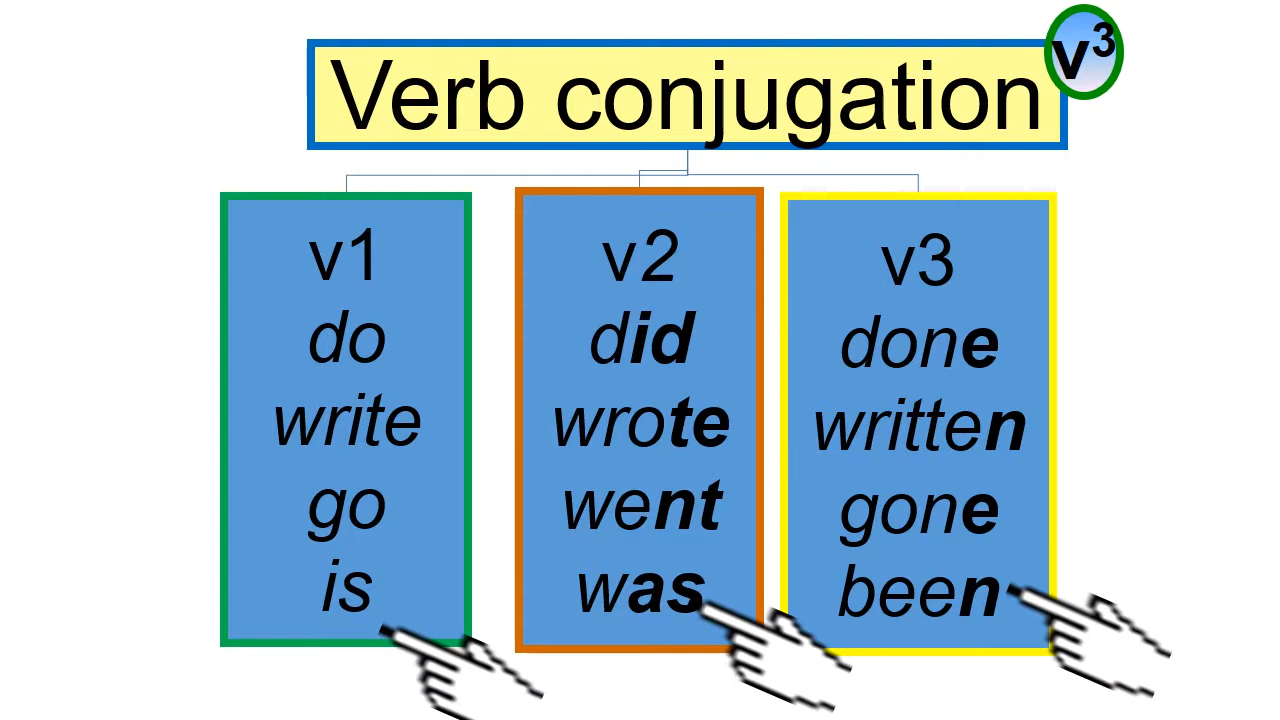 Verb conjugation
v³
v1
do
write
go
is
v2
did
wrote
went
was
v3
done
written
gone
been